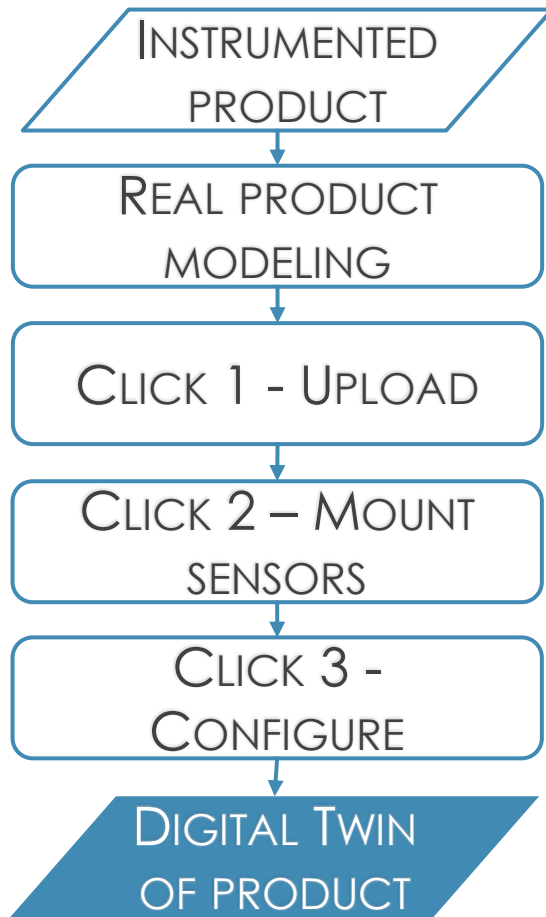 INSTRUMENTED
PRODUCT
REAL PRODUCT
MODELING
CLICK 1 - UPLOAD
CLICK 2 – MOUNT
SENSORS
CLICK 3 -
CONFIGURE
DIGITAL TWIN
OF PRODUCT